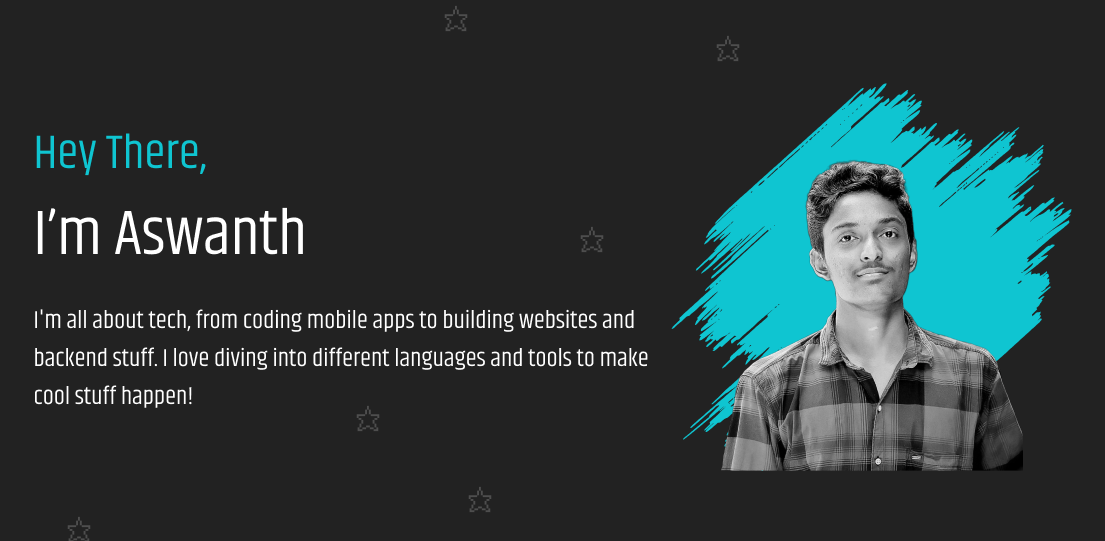 Hey There,
I’m Aswanth
I'm all about tech, from coding mobile apps to building websites and
backend stuff. I love diving into different languages and tools to make
cool stuff happen!